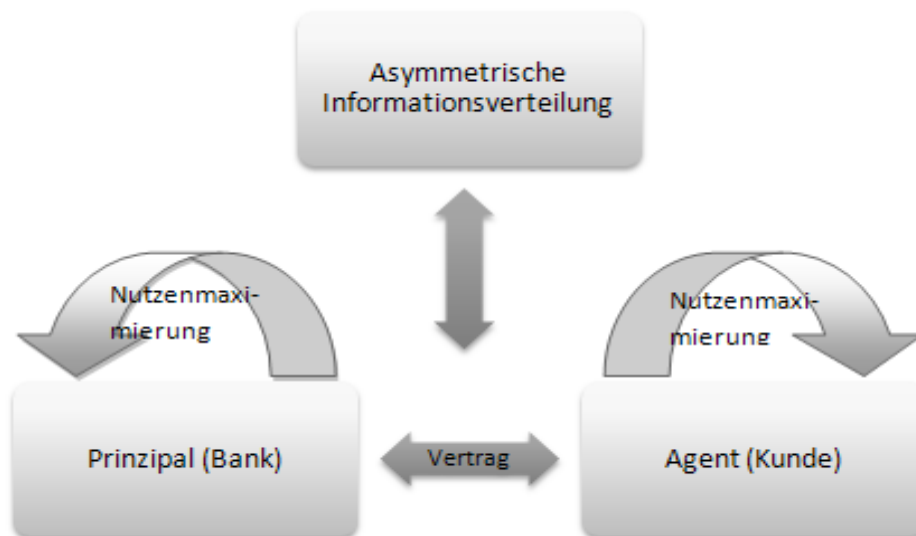 Asymmetrische
Informationsverteilung
Nutzenmaxi-
mierung
Nutzenmaxi-
mierung
Prinzipal (Bank)
Vertrag
Agent (Kunde)